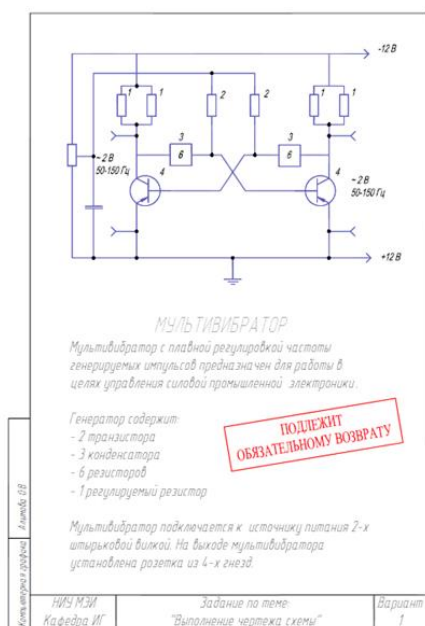 -12 В
1
1
2
2
1
1
3
3
6
6
4
4
~2 В
50-150 Гц
~2 В
50-150 Гц
+12 В
МУЛЬТИВИБРАТОР
Мультивибратор с плавной регулировкой частоты
генерируемых импульсов предназначен для работы в
целях управления силовой промышленной электроники.
Генератор содержит:
- 2 транзистора
- 3 конденсатора
- 6 резисторов
- 1 регулируемый резистор
ПОДЛЕЖИТ
ОБЯЗАТЕЛЬНОМУ ВОЗВРАТУ
Мультивибратор подключается к источнику питания 2-х
штырьковой вилкой. На выходе мультивибратора
установлена розетка из 4-х гнезд.
Компьютерная графика
Алимова О.В.
НИУ МЭИ
Кафедра ИГ
Задание по теме:
"Выполнение чертежа схемы"
Вариант
1